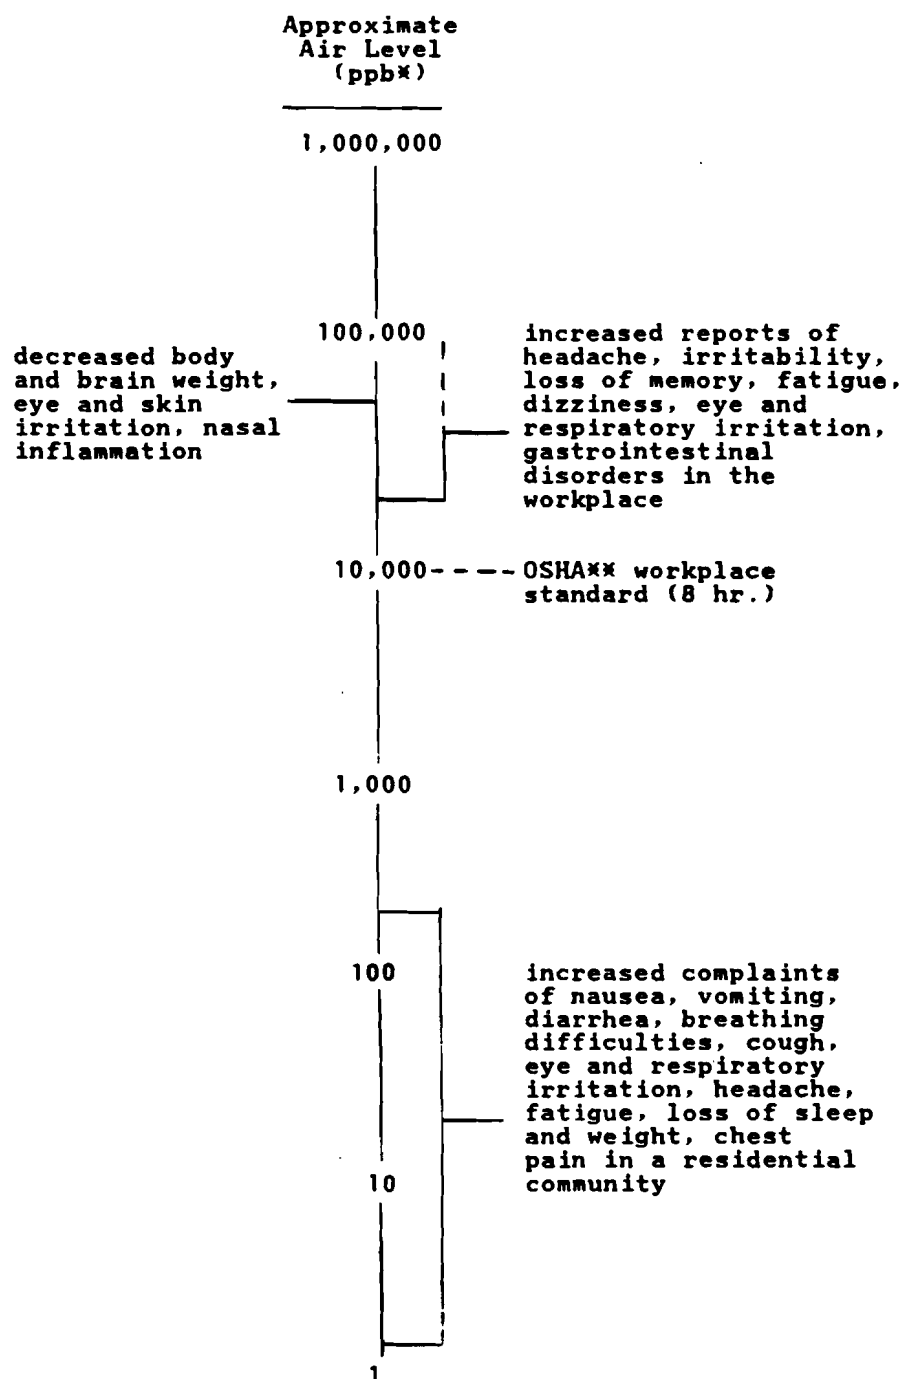 Approximate
Air Level
(ppb*)
1,000,000
100,000
decreased body
and brain weight,
eye and skin
irritation, nasal
inflammation
increased reports of
headache, irritability,
loss of memory, fatigue,
dizziness, eye and
respiratory irritation,
gastrointestinal
disorders in the
workplace
10,000
OSHA** workplace
standard (8 hr.)
1,000
100
increased complaints
of nausea, vomiting,
diarrhea, breathing
difficulties, cough,
eye and respiratory
irritation, headache,
fatigue, loss of sleep
and weight, chest
pain in a residential
community
10
1